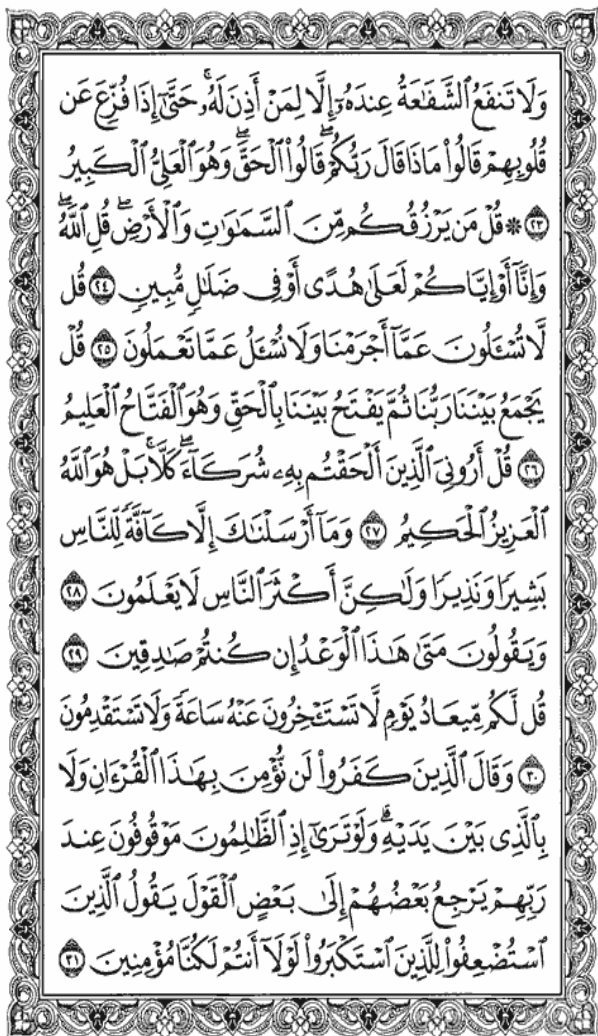 وَلَا تَنفَعُ ٱلشَّفَٰعَةُ عِندَهُۥٓ إِلَّا لِمَنْ أَذِنَ لَهُۥۚ حَتَّىٰٓ إِذَا فُزِّعَ عَن
قُلُوبِهِمْ قَالُوا۟ مَاذَا قَالَ رَبُّكُمْۖ قَالُوا۟ ٱلْحَقَّۖ وَهُوَ ٱلْعَلِىُّ ٱلْكَبِيرُ
٢٣ ۞ قُلْ مَن يَرْزُقُكُم مِّنَ ٱلسَّمَٰوَٰتِ وَٱلْأَرْضِۖ قُلِ ٱللَّهُۖ
وَإِنَّآ أَوْ إِيَّاكُمْ لَعَلَىٰ هُدًى أَوْ فِى ضَلَٰلٍ مُّبِينٍ ٢٤ قُل
لَّا تُسْـَٔلُونَ عَمَّآ أَجْرَمْنَا وَلَا نُسْـَٔلُ عَمَّا تَعْمَلُونَ ٢٥ قُلْ
يَجْمَعُ بَيْنَنَا رَبُّنَا ثُمَّ يَفْتَحُ بَيْنَنَا بِٱلْحَقِّ وَهُوَ ٱلْفَتَّاحُ ٱلْعَلِيمُ
٢٦ قُلْ أَرُونِىَ ٱلَّذِينَ أَلْحَقْتُم بِهِۦ شُرَكَآءَۖ كَلَّاۚ بَلْ هُوَ ٱللَّهُ
ٱلْعَزِيزُ ٱلْحَكِيمُ ٢٧ وَمَآ أَرْسَلْنَٰكَ إِلَّا كَآفَّةً لِّلنَّاسِ
بَشِيرًا وَنَذِيرًا وَلَٰكِنَّ أَكْثَرَ ٱلنَّاسِ لَا يَعْلَمُونَ ٢٨
وَيَقُولُونَ مَتَىٰ هَٰذَا ٱلْوَعْدُ إِن كُنتُمْ صَٰدِقِينَ ٢٩
قُل لَّكُم مِّيعَادُ يَوْمٍ لَّا تَسْتَـْٔخِرُونَ عَنْهُ سَاعَةً وَلَا تَسْتَقْدِمُونَ
٣٠ وَقَالَ ٱلَّذِينَ كَفَرُوا۟ لَن نُّؤْمِنَ بِهَٰذَا ٱلْقُرْءَانِ وَلَا
بِٱلَّذِى بَيْنَ يَدَيْهِۗ وَلَوْ تَرَىٰٓ إِذِ ٱلظَّٰلِمُونَ مَوْقُوفُونَ عِندَ
رَبِّهِمْ يَرْجِعُ بَعْضُهُمْ إِلَىٰ بَعْضٍ ٱلْقَوْلَ يَقُولُ ٱلَّذِينَ
ٱسْتُضْعِفُوا۟ لِلَّذِينَ ٱسْتَكْبَرُوا۟ لَوْلَآ أَنتُمْ لَكُنَّا مُؤْمِنِينَ ٣١